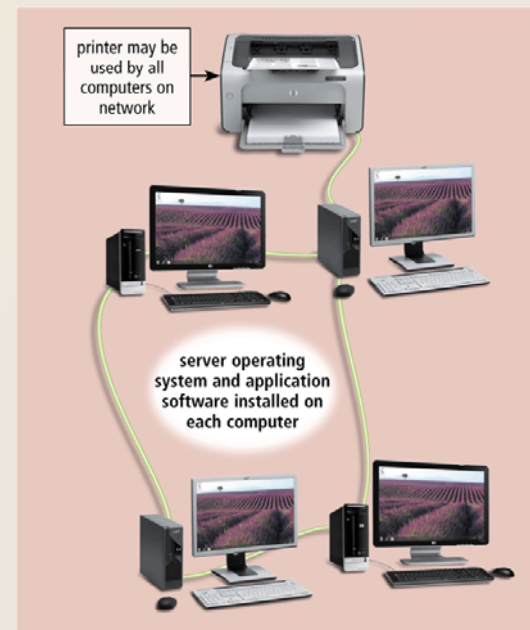 printer may be
used by all
computers on
network
server operating
system and application
software installed on
each computer